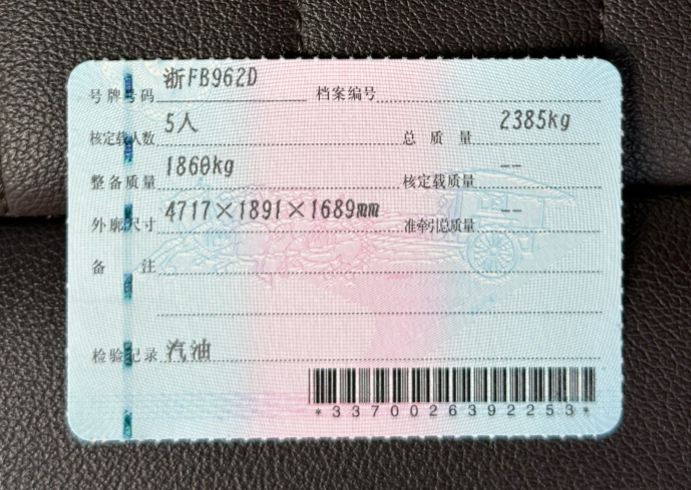 号牌号码 浙FB962D 档案编号
核定载人数 5人 总质量 2385kg
整备质量 1860kg 核定载质量 --
外廓尺寸 4717×1891×1689mm 准牵引总质量 --
备注
检验记录 汽油
*3370026392253*